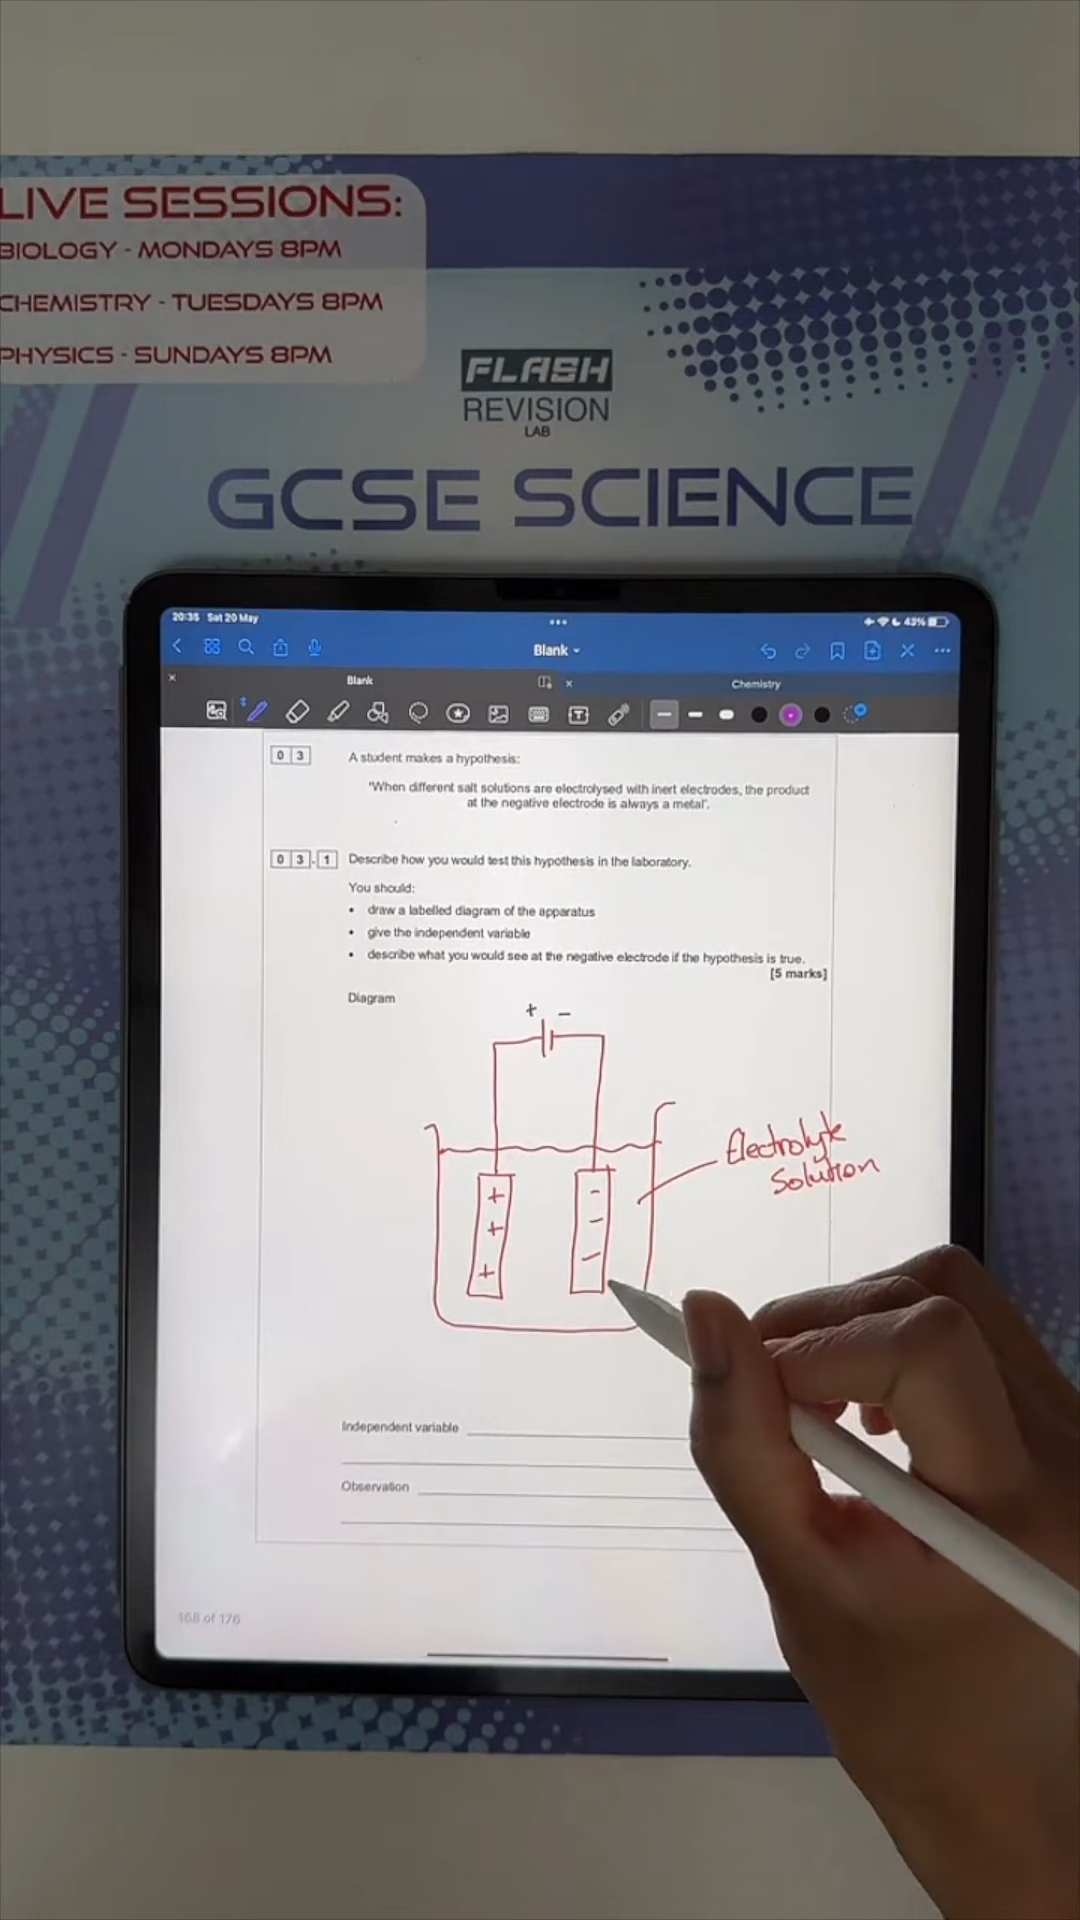 LIVE SESSIONS:
BIOLOGY - MONDAYS 8PM
CHEMISTRY - TUESDAYS 8PM
PHYSICS - SUNDAYS 8PM
FLASH
REVISION
LAB
GCSE SCIENCE
20:35 Sat 20 May
43%
Blank
Blank
Chemistry
0 3 A student makes a hypothesis:
'When different salt solutions are electrolysed with inert electrodes, the product
at the negative electrode is always a metal'.
0 3 . 1 Describe how you would test this hypothesis in the laboratory.
You should:
• draw a labelled diagram of the apparatus
• give the independent variable
• describe what you would see at the negative electrode if the hypothesis is true.
[5 marks]
Diagram
+ −
Electrolyte
Solution
+ -
+ -
+ -
Independent variable
Observation
168 of 176